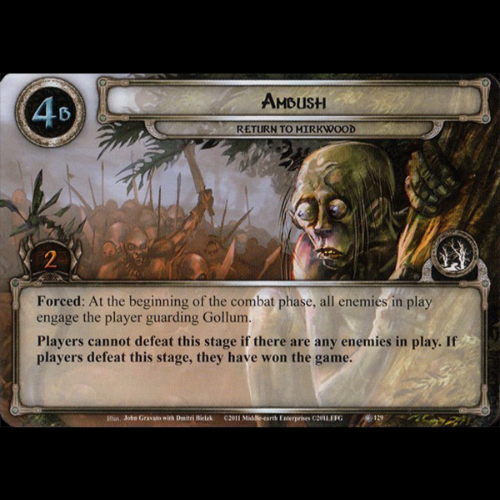 4B
AMBUSH
RETURN TO MIRKWOOD
2
Forced: At the beginning of the combat phase, all enemies in play
engage the player guarding Gollum.
Players cannot defeat this stage if there are any enemies in play. If
players defeat this stage, they have won the game.
Illus. John Gravato with Dmitri Bielak ©2011 Middle-earth Enterprises ©2011 FFG 129